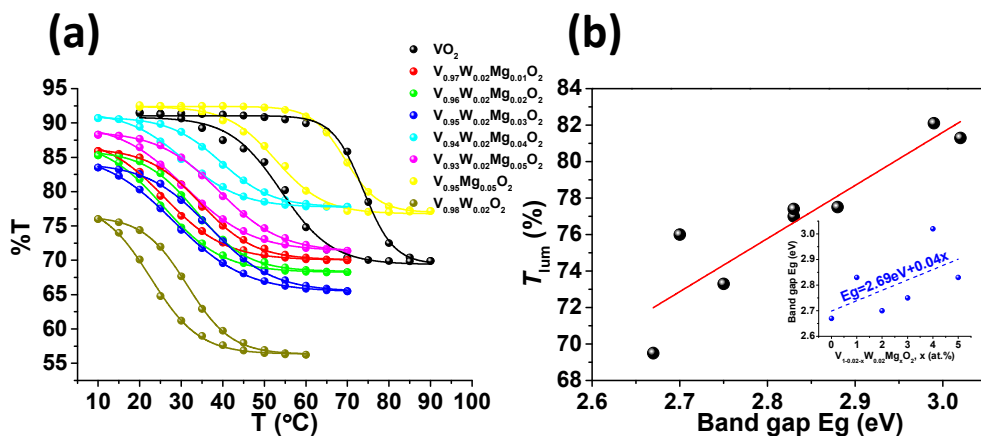 (a)
VO₂
V₀.₉₇W₀.₀₂Mg₀.₀₁O₂
V₀.₉₆W₀.₀₂Mg₀.₀₂O₂
V₀.₉₅W₀.₀₂Mg₀.₀₃O₂
V₀.₉₄W₀.₀₂Mg₀.₀₄O₂
V₀.₉₃W₀.₀₂Mg₀.₀₅O₂
V₀.₉₅Mg₀.₀₅O₂
V₀.₉₈W₀.₀₂O₂
%T
95
90
85
80
75
70
65
60
55
10 20 30 40 50 60 70 80 90
T (°C)
(b)
T_lum (%)
84
82
80
78
76
74
72
70
68
2.6 2.7 2.8 2.9 3.0
Band gap Eg (eV)
Band gap Eg (eV)
3.1
3.0
2.9
2.8
2.7
2.6
Eg=2.69eV+0.04x
0 1 2 3 4 5
V₁₋₀.₀₂₋ₓW₀.₀₂MgₓO₂, x (at.%)